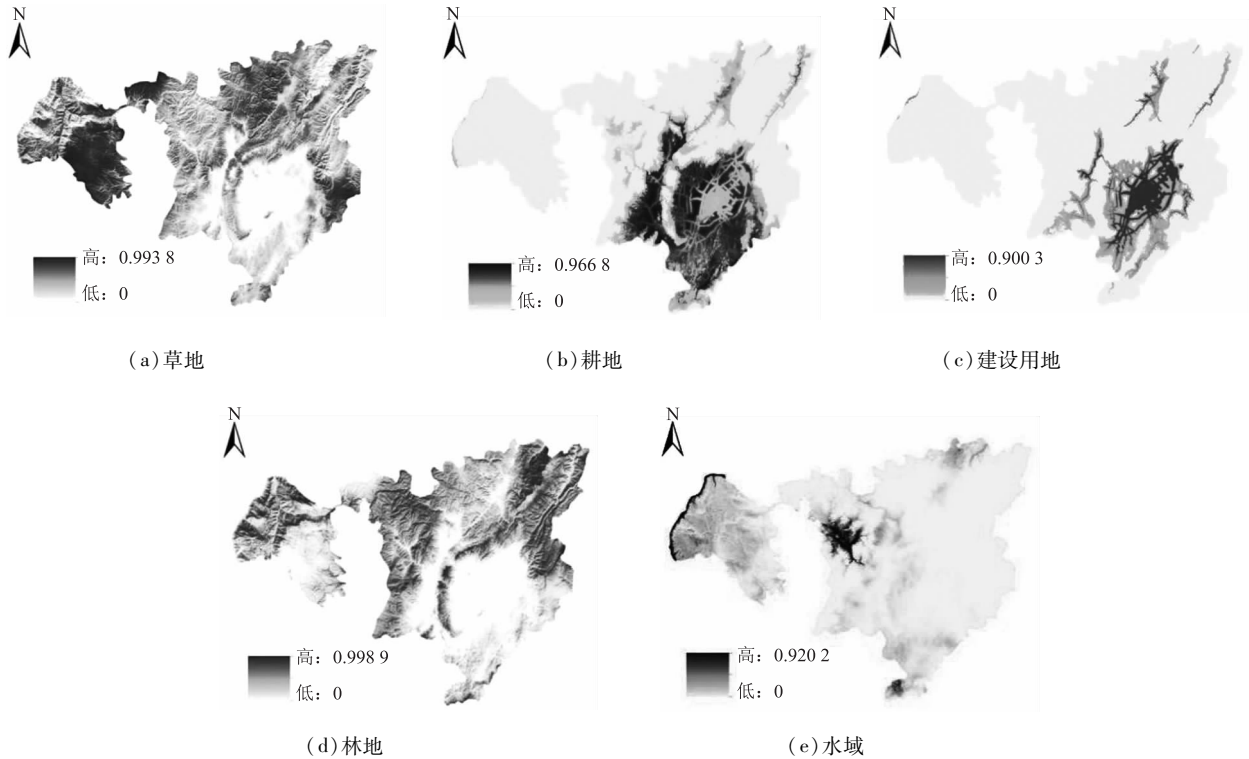 N
N
N
高：0.993 8
低：0
高：0.966 8
低：0
高：0.900 3
低：0
(a)草地
(b)耕地
(c)建设用地
N
N
高：0.998 9
低：0
高：0.920 2
低：0
(d)林地
(e)水域